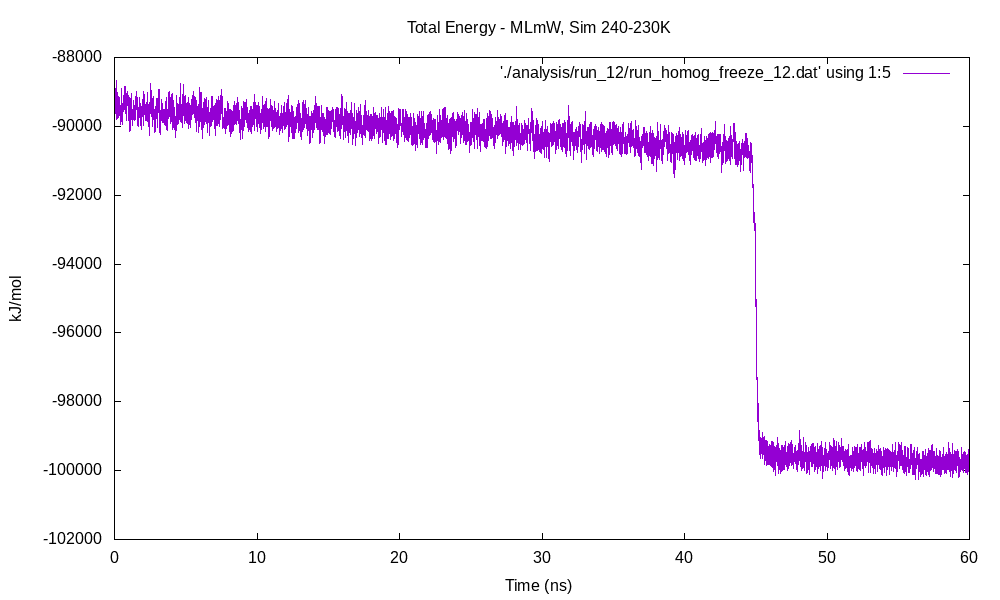 Total Energy - MLmW, Sim 240-230K
'./analysis/run_12/run_homog_freeze_12.dat' using 1:5
-88000
-90000
-92000
-94000
-96000
-98000
-100000
-102000
kJ/mol
0 10 20 30 40 50 60
Time (ns)